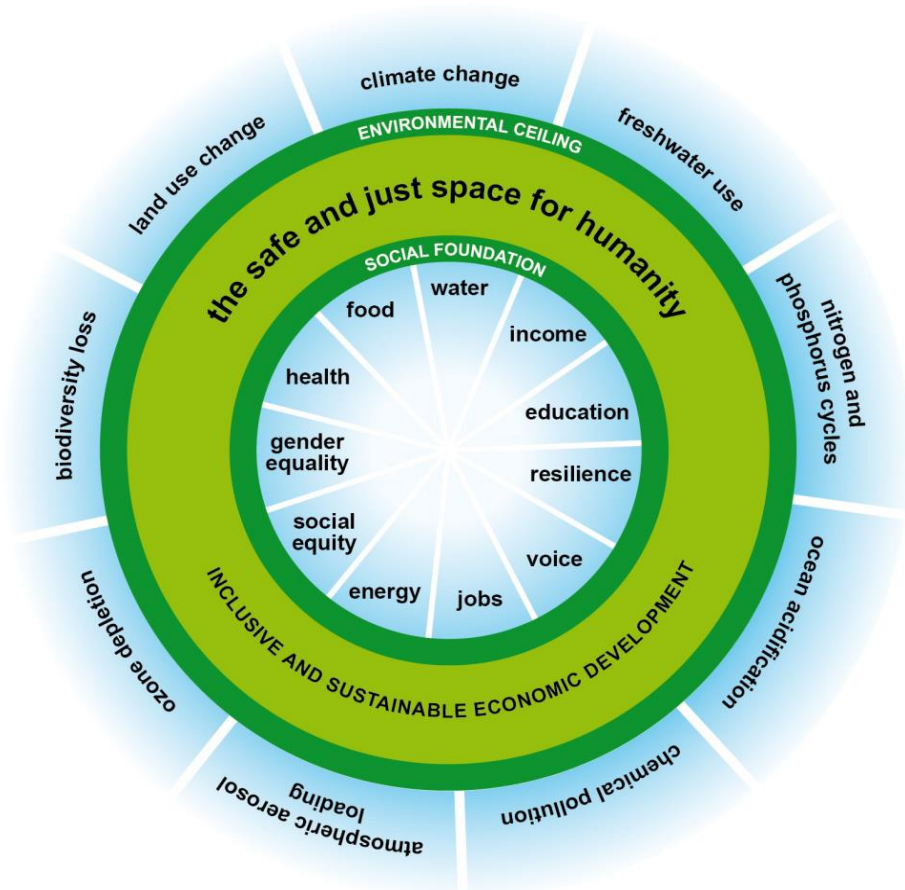 climate change
freshwater use
nitrogen and
phosphorus cycles
ocean acidification
chemical pollution
atmospheric aerosol
loading
ozone depletion
biodiversity loss
land use change
ENVIRONMENTAL CEILING
the safe and just space for humanity
SOCIAL FOUNDATION
water
income
education
resilience
voice
jobs
energy
social
equity
gender
equality
health
food
INCLUSIVE AND SUSTAINABLE ECONOMIC DEVELOPMENT